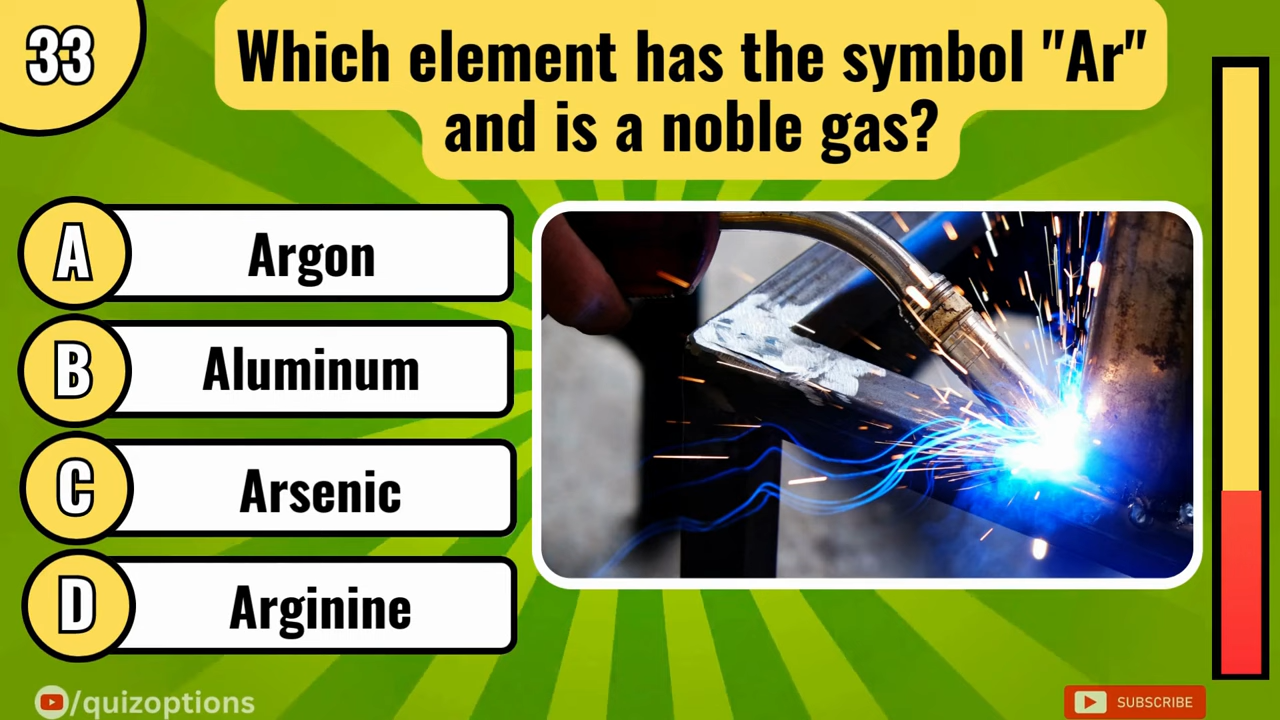 33
Which element has the symbol "Ar"
and is a noble gas?
A
Argon
B
Aluminum
C
Arsenic
D
Arginine
/quizoptions
SUBSCRIBE